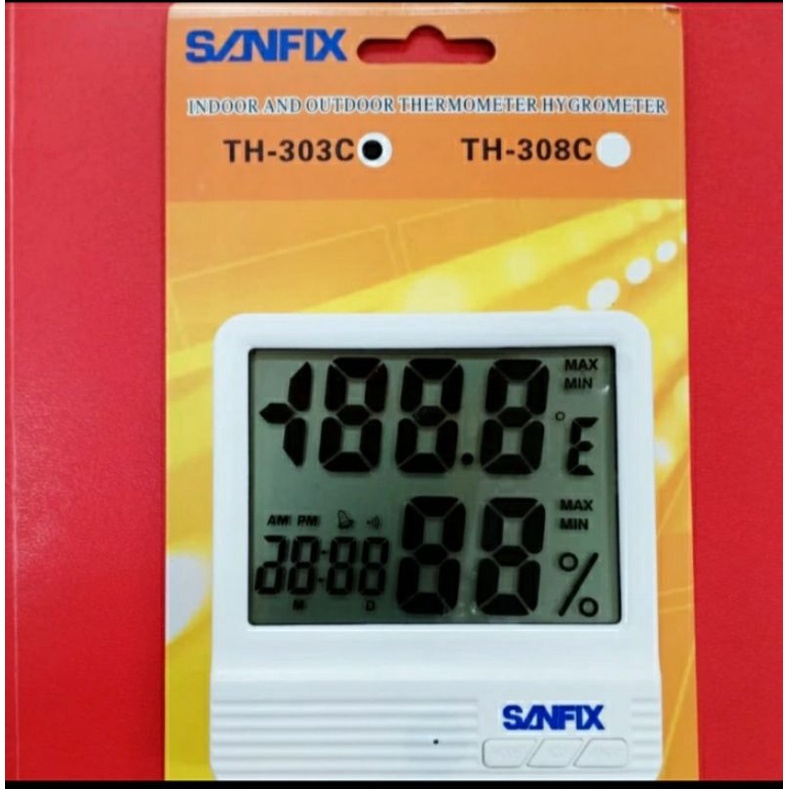 SANFIX
INDOOR AND OUTDOOR THERMOMETER HYGROMETER
TH-303C TH-308C
MAX
MIN
188.8 °E
AM PM
MAX
MIN
28:88 88 %
M D
SANFIX